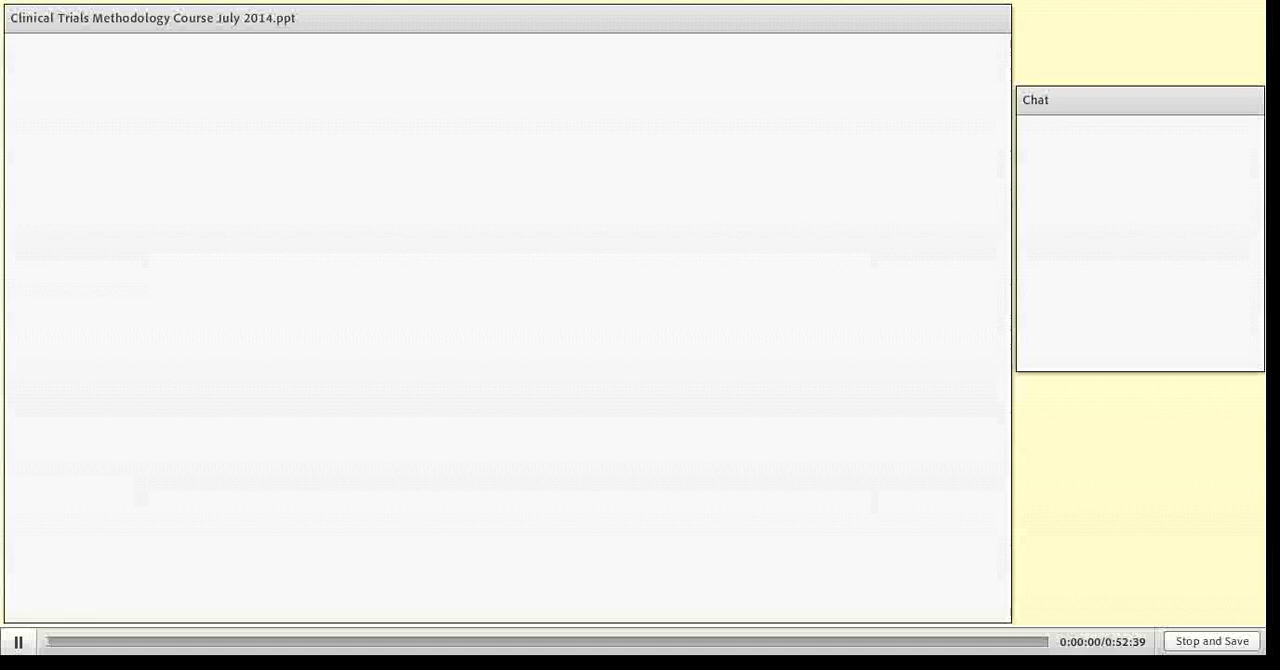 Clinical Trials Methodology Course July 2014.ppt
Chat
0:00:00/0:52:39
Stop and Save